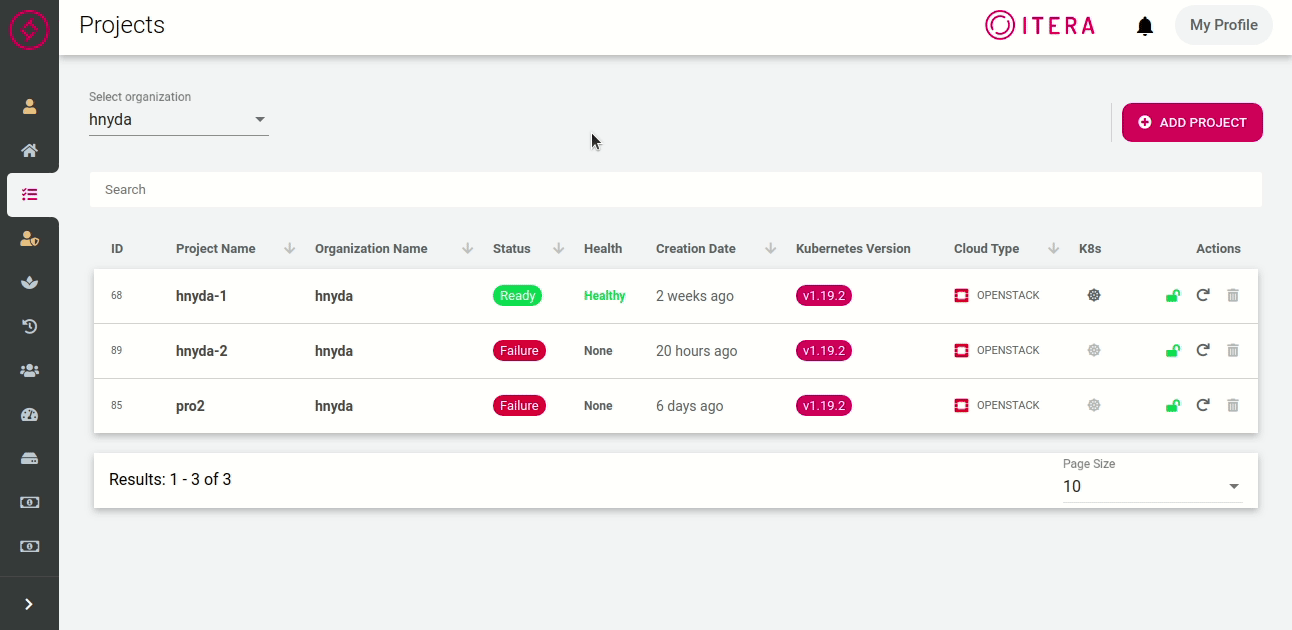 Projects
ITERA
My Profile
Select organization
hnyda
ADD PROJECT
Search
ID Project Name Organization Name Status Health Creation Date Kubernetes Version Cloud Type K8s Actions
68 hnyda-1 hnyda Ready Healthy 2 weeks ago v1.19.2 OPENSTACK
89 hnyda-2 hnyda Failure None 20 hours ago v1.19.2 OPENSTACK
85 pro2 hnyda Failure None 6 days ago v1.19.2 OPENSTACK
Results: 1 - 3 of 3
Page Size
10